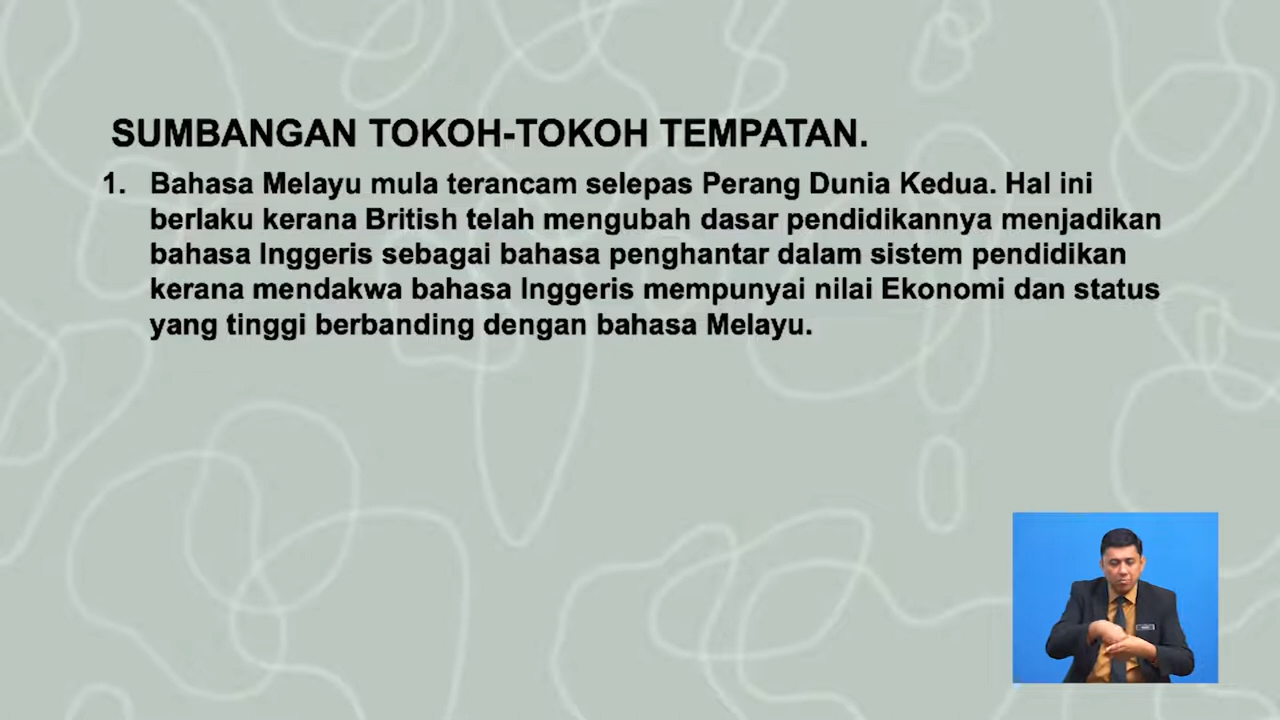 SUMBANGAN TOKOH-TOKOH TEMPATAN.
1. Bahasa Melayu mula terancam selepas Perang Dunia Kedua. Hal ini
berlaku kerana British telah mengubah dasar pendidikannya menjadikan
bahasa Inggeris sebagai bahasa penghantar dalam sistem pendidikan
kerana mendakwa bahasa Inggeris mempunyai nilai Ekonomi dan status
yang tinggi berbanding dengan bahasa Melayu.